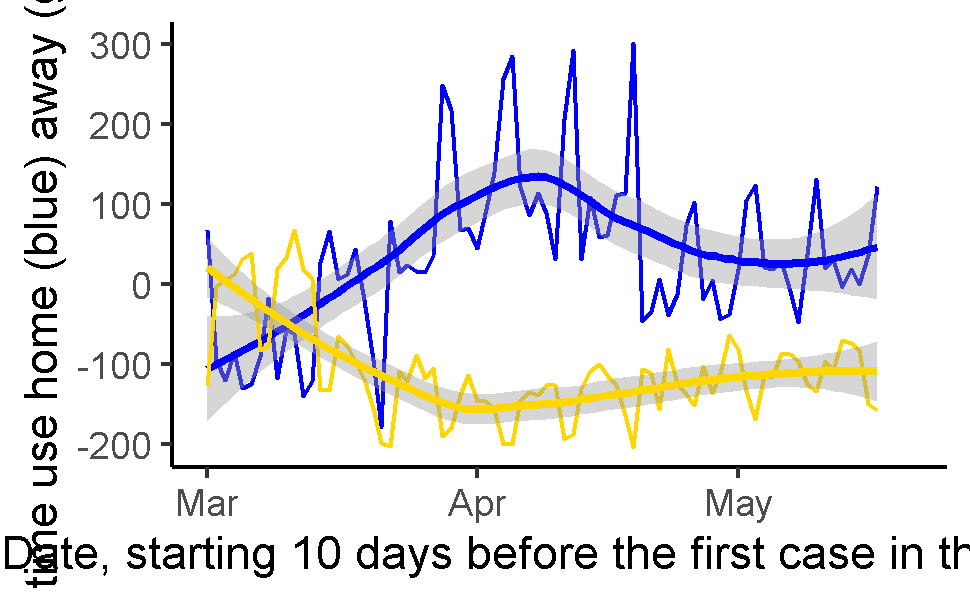 time use home (blue) away (
300
200
100
0
-100
-200
Mar Apr May
Date, starting 10 days before the first case in th